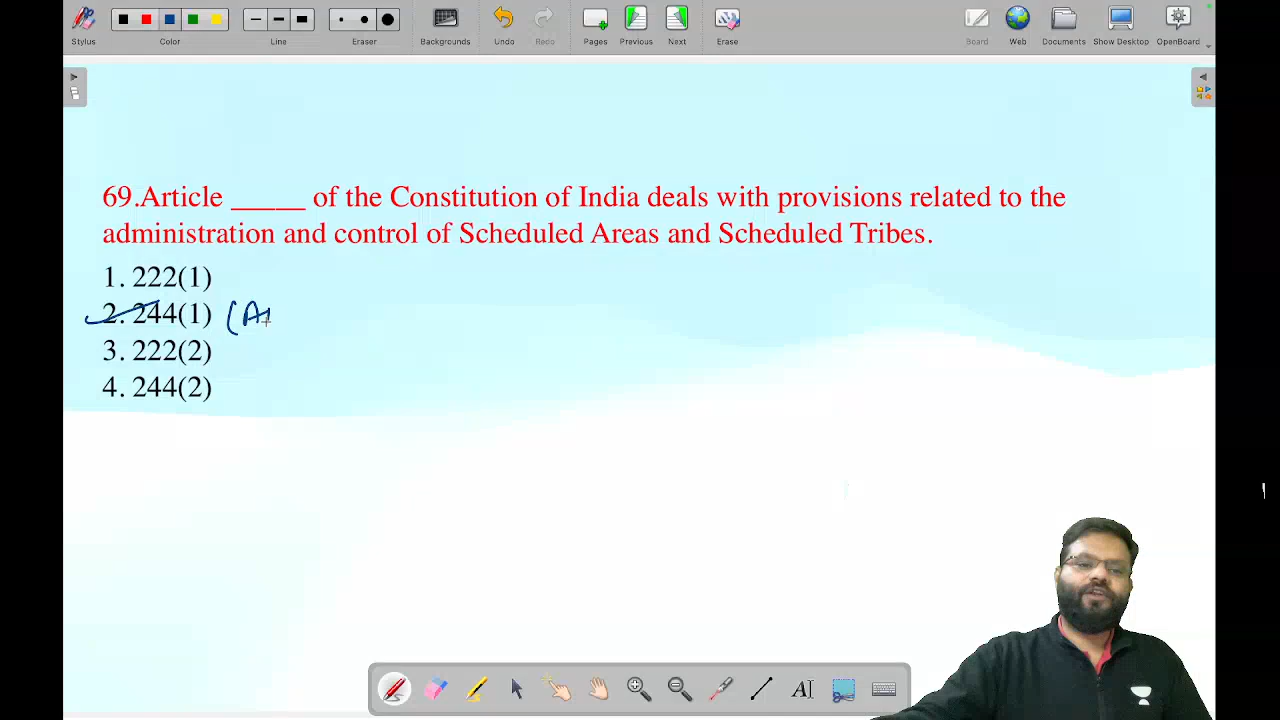 Stylus
Color
Line
Eraser
Backgrounds
Undo
Redo
Pages
Previous
Next
Erase
Board
Web
Documents
Show Desktop
OpenBoard
69.Article _____ of the Constitution of India deals with provisions related to the
administration and control of Scheduled Areas and Scheduled Tribes.
1. 222(1)
2. 244(1) (A
3. 222(2)
4. 244(2)